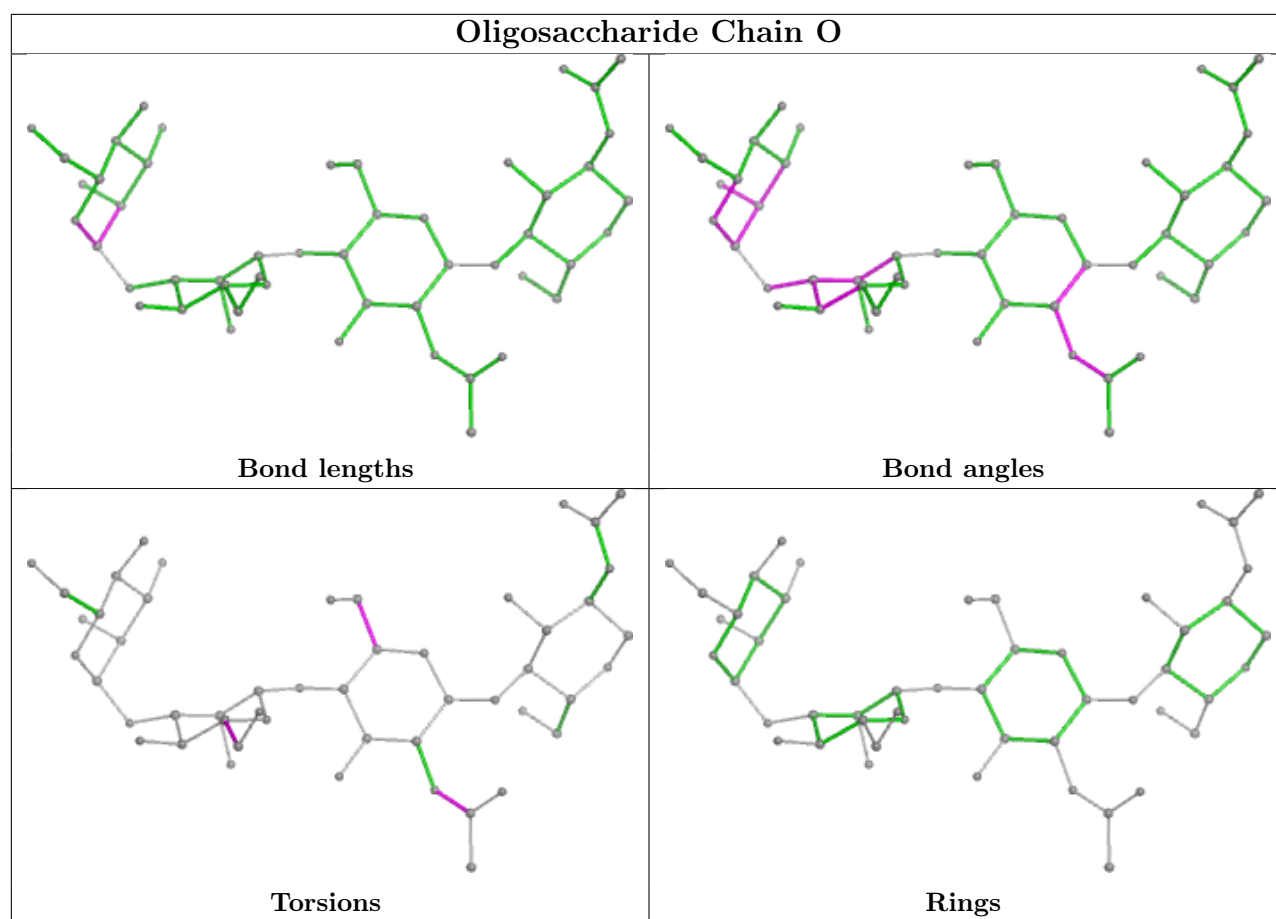 Oligosaccharide Chain O
Bond lengths
Bond angles
Torsions
Rings